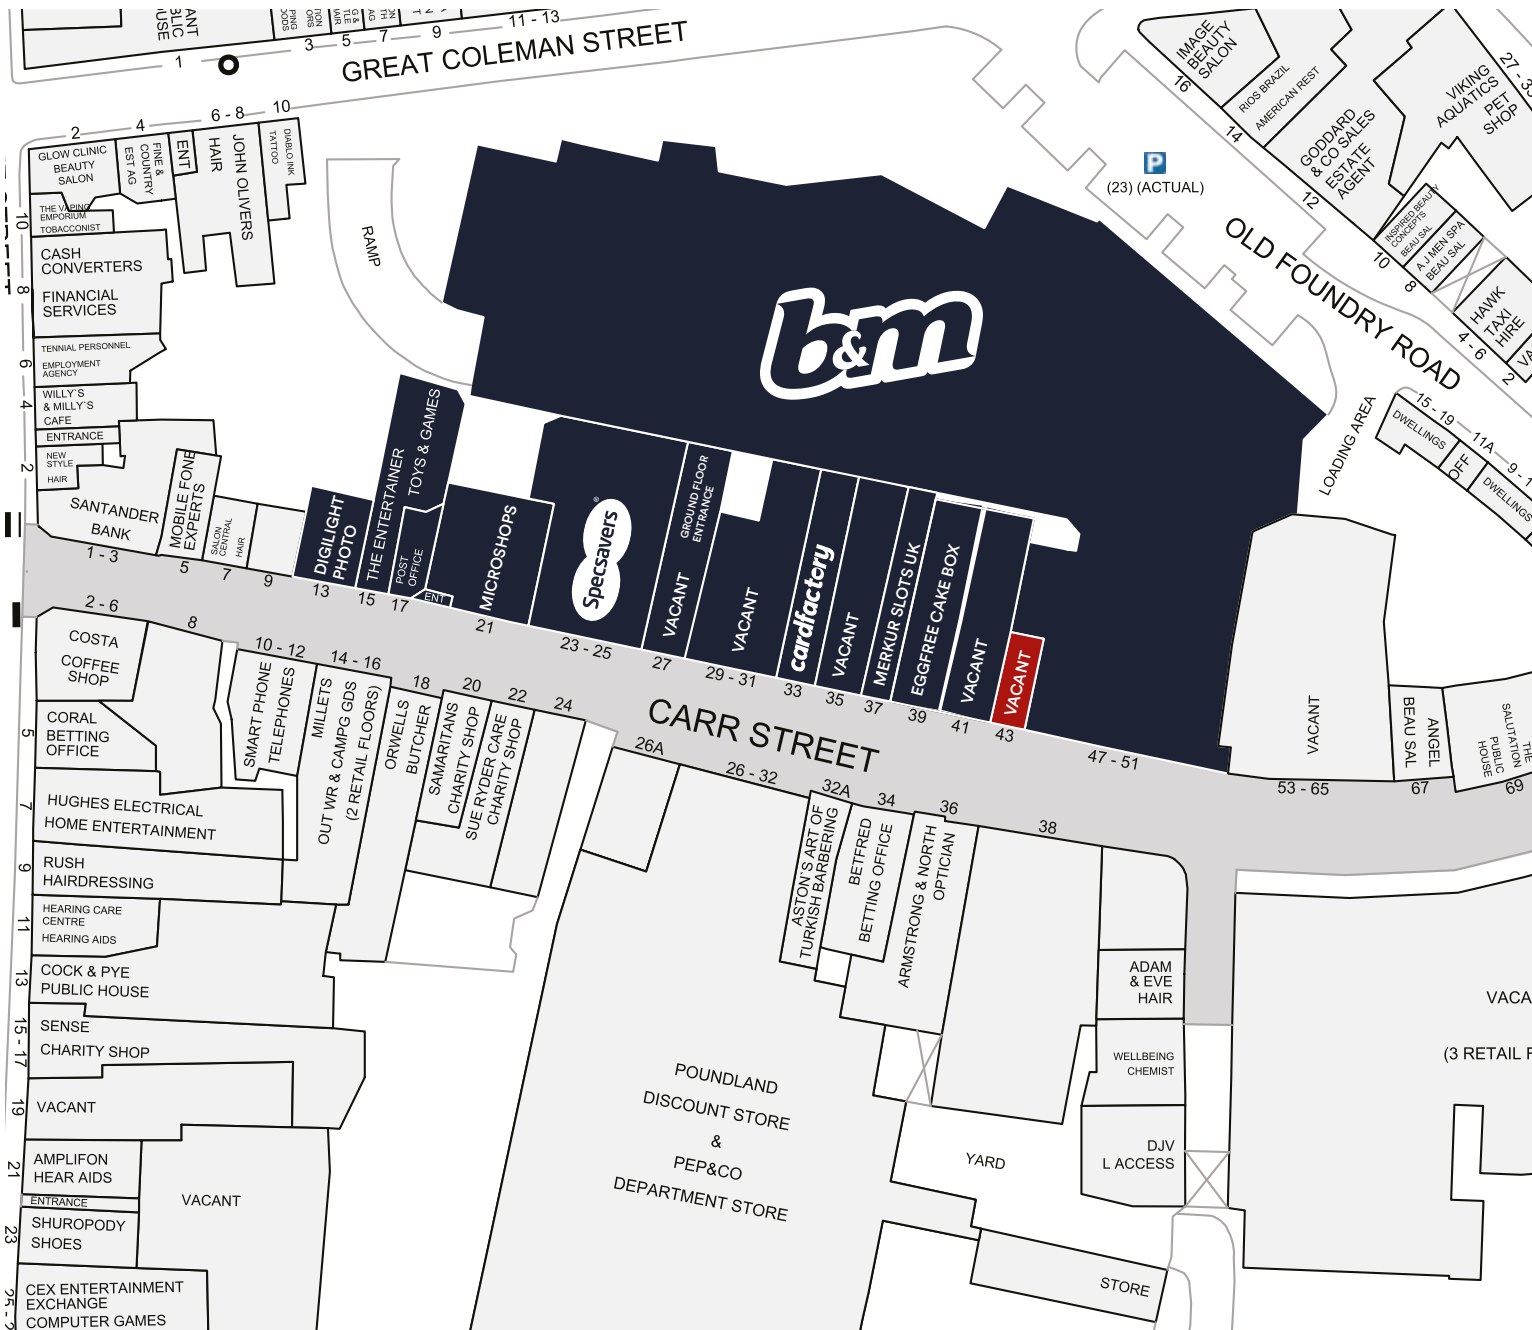 1
3
5
7
9
11 - 13
GREAT COLEMAN STREET
2
4
6 - 8
10
GLOW CLINIC
BEAUTY
SALON
FINE &
COUNTRY
EST AG
ENT
HAIR
JOHN OLIVERS
DIABLO INK
TATTOO
THE VAPING
EMPORIUM
TOBACCONIST
10
CASH
CONVERTERS
8
FINANCIAL
SERVICES
TENNIAL PERSONNEL
EMPLOYMENT
AGENCY
6
WILLY`S
& MILLY`S
CAFE
4
ENTRANCE
NEW
STYLE
HAIR
2
SANTANDER
BANK
1 - 3
MOBILE FONE
EXPERTS
5
SALON
CENTRAL
HAIR
7
9
RAMP
b&m
DIGILIGHT
PHOTO
13
THE ENTERTAINER
TOYS & GAMES
15
POST
OFFICE
17
ENT
MICROSHOPS
21
Specsavers
®
23 - 25
GROUND FLOOR
ENTRANCE
VACANT
27
VACANT
29 - 31
cardfactory
33
VACANT
35
MERKUR SLOTS UK
37
EGGFREE CAKE BOX
39
VACANT
41
VACANT
43
47 - 51
VACANT
53 - 65
BEAU SAL
ANGEL
67
THE
SALUTATION
PUBLIC
HOUSE
69
P
(23) (ACTUAL)
OLD FOUNDRY ROAD
LOADING AREA
IMAGE
BEAUTY
SALON
16
RIOS BRAZIL
AMERICAN REST
14
GODDARD
& CO SALES
ESTATE
AGENT
12
VIKING
AQUATICS
PET
SHOP
INSPIRED BEAUTY
CONCEPTS
BEAU SAL
10
A J MEN SPA
BEAU SAL
8
HAWK
TAXI
HIRE
4 - 6
2
15 - 19
DWELLINGS
11A
OFF
DWELLINGS
CARR STREET
2 - 6
COSTA
COFFEE
SHOP
8
10 - 12
SMART PHONE
TELEPHONES
14 - 16
MILLETS
OUT WR & CAMPG GDS
(2 RETAIL FLOORS)
18
ORWELLS
BUTCHER
20
SAMARITANS
CHARITY SHOP
22
SUE RYDER CARE
CHARITY SHOP
24
26A
26 - 32
32A
ASTON`S ART OF
TURKISH BARBERING
34
BETFRED
BETTING OFFICE
36
ARMSTRONG & NORTH
OPTICIAN
38
CORAL
BETTING
OFFICE
5
HUGHES ELECTRICAL
HOME ENTERTAINMENT
7
RUSH
HAIRDRESSING
9
HEARING CARE
CENTRE
HEARING AIDS
11
COCK & PYE
PUBLIC HOUSE
13
SENSE
CHARITY SHOP
15 - 17
VACANT
19
AMPLIFON
HEAR AIDS
21
ENTRANCE
SHUROPODY
SHOES
23
VACANT
CEX ENTERTAINMENT
EXCHANGE
COMPUTER GAMES
POUNDLAND
DISCOUNT STORE
&
PEP&CO
DEPARTMENT STORE
ADAM
& EVE
HAIR
WELLBEING
CHEMIST
DJV
L ACCESS
YARD
STORE